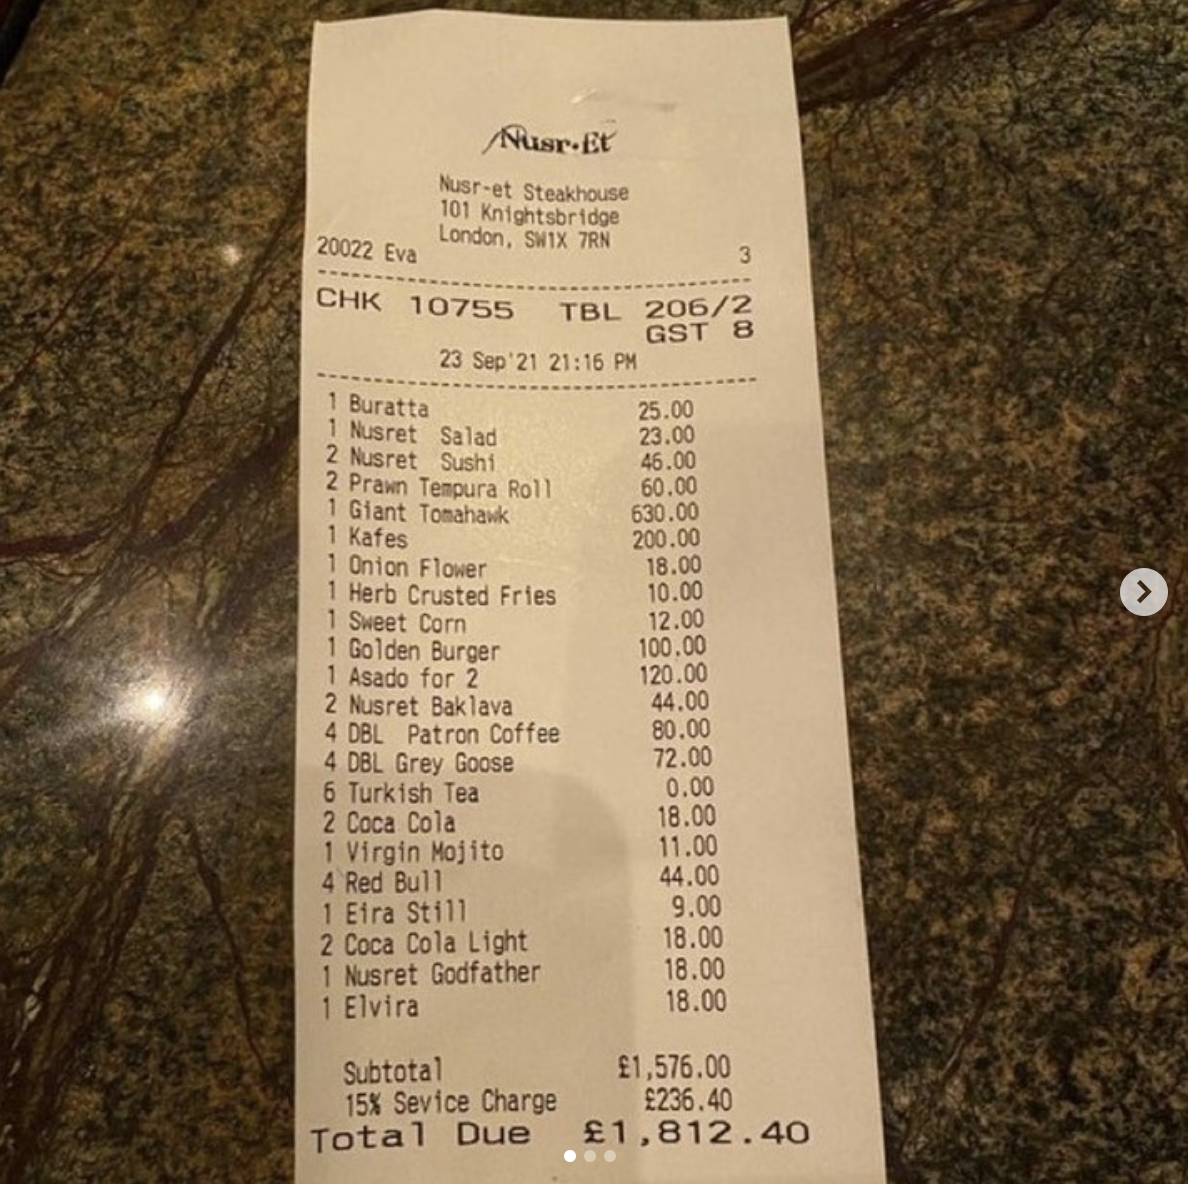 Nusr-Et
Nusr-et Steakhouse
101 Knightsbridge
London, SW1X 7RN
20022 Eva 3
CHK 10755 TBL 206/2
GST 8
23 Sep'21 21:16 PM
1 Buratta 25.00
1 Nusret Salad 23.00
2 Nusret Sushi 46.00
2 Prawn Tempura Roll 60.00
1 Giant Tomahawk 630.00
1 Kafes 200.00
1 Onion Flower 18.00
1 Herb Crusted Fries 10.00
1 Sweet Corn 12.00
1 Golden Burger 100.00
1 Asado for 2 120.00
2 Nusret Baklava 44.00
4 DBL Patron Coffee 80.00
4 DBL Grey Goose 72.00
6 Turkish Tea 0.00
2 Coca Cola 18.00
1 Virgin Mojito 11.00
4 Red Bull 44.00
1 Eira Still 9.00
2 Coca Cola Light 18.00
1 Nusret Godfather 18.00
1 Elvira 18.00
Subtotal £1,576.00
15% Sevice Charge £236.40
Total Due £1,812.40